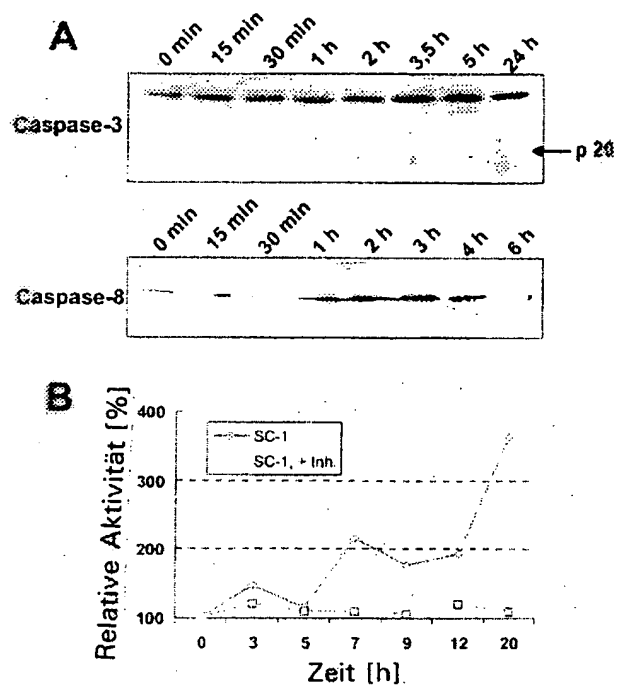 A
0 min 15 min 30 min 1 h 2 h 3,5 h 5 h 24 h
Caspase-3
p 20
0 min 15 min 30 min 1 h 2 h 3 h 4 h 6 h
Caspase-8
B
Relative Aktivität [%]
400
300
200
100
SC-1
SC-1, + Inh.
0 3 5 7 9 12 20
Zeit [h]